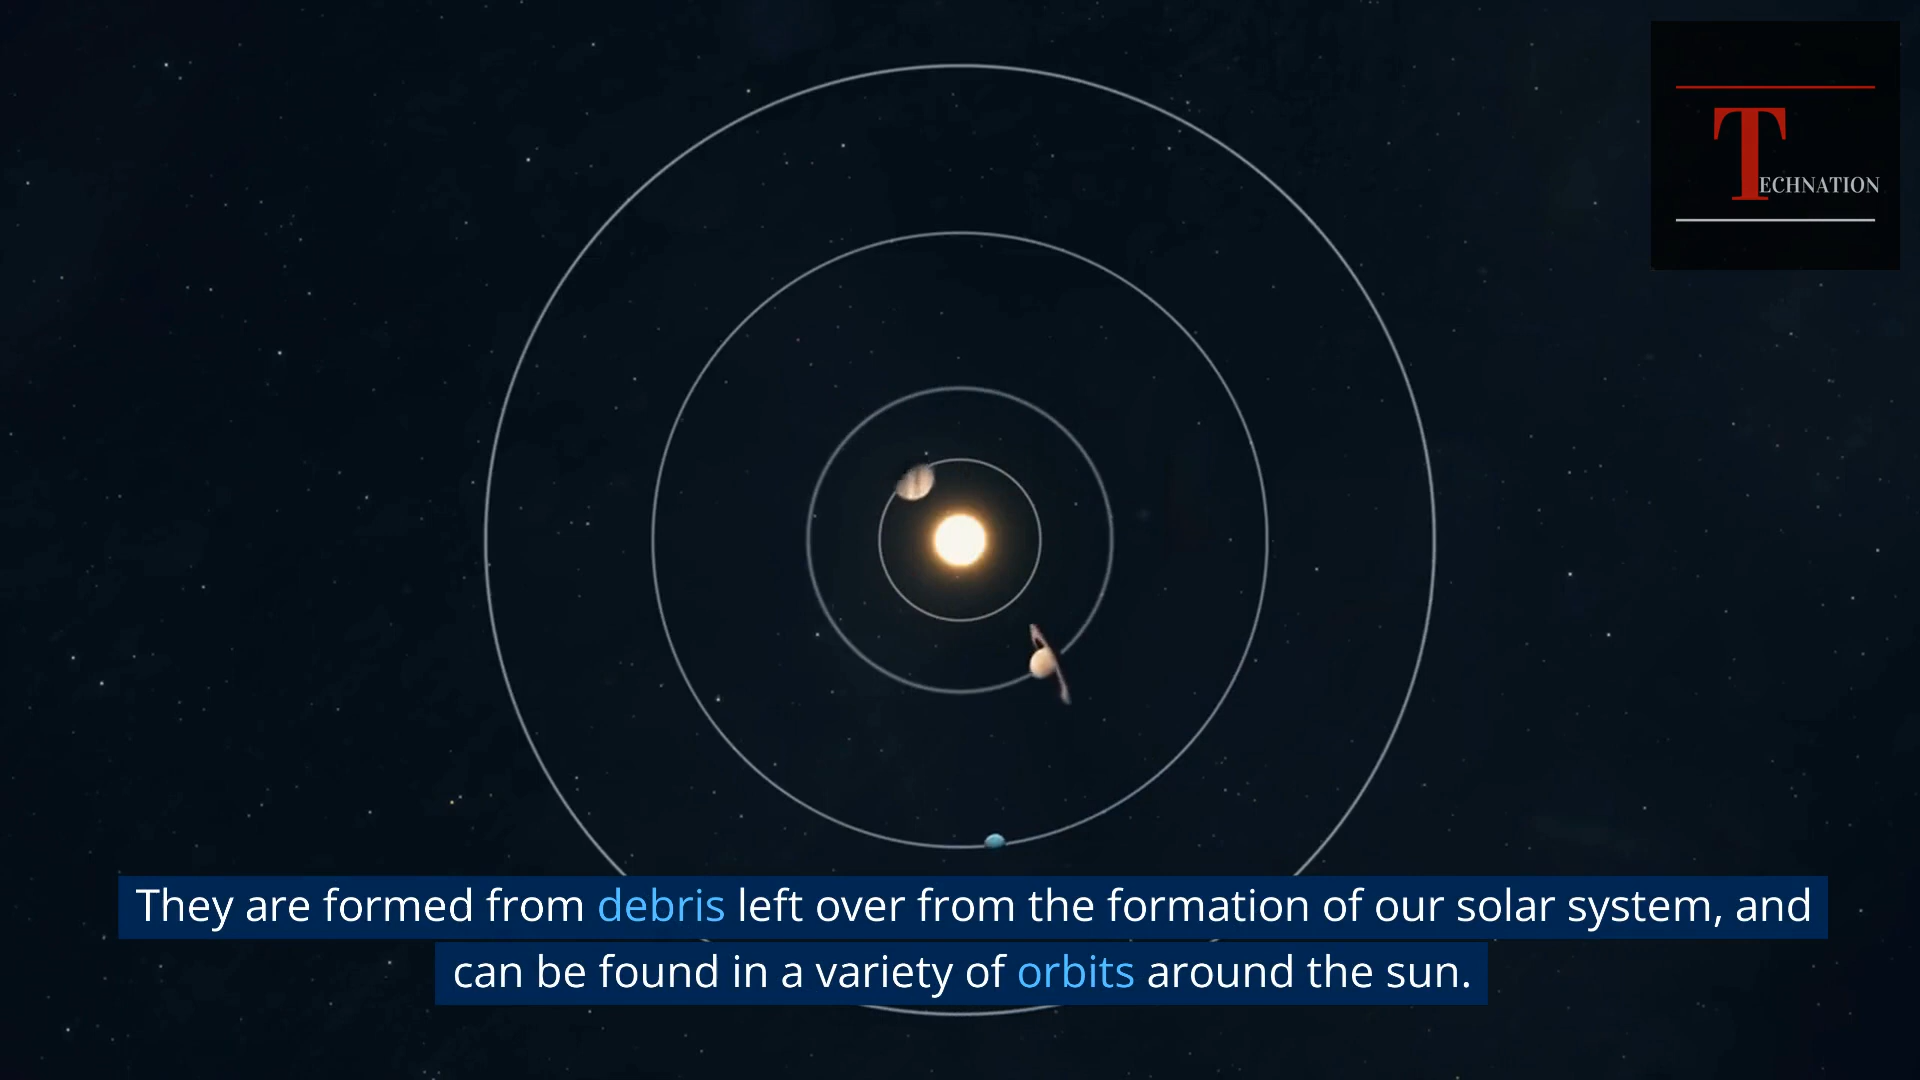 TECHNATION
They are formed from debris left over from the formation of our solar system, and
can be found in a variety of orbits around the sun.